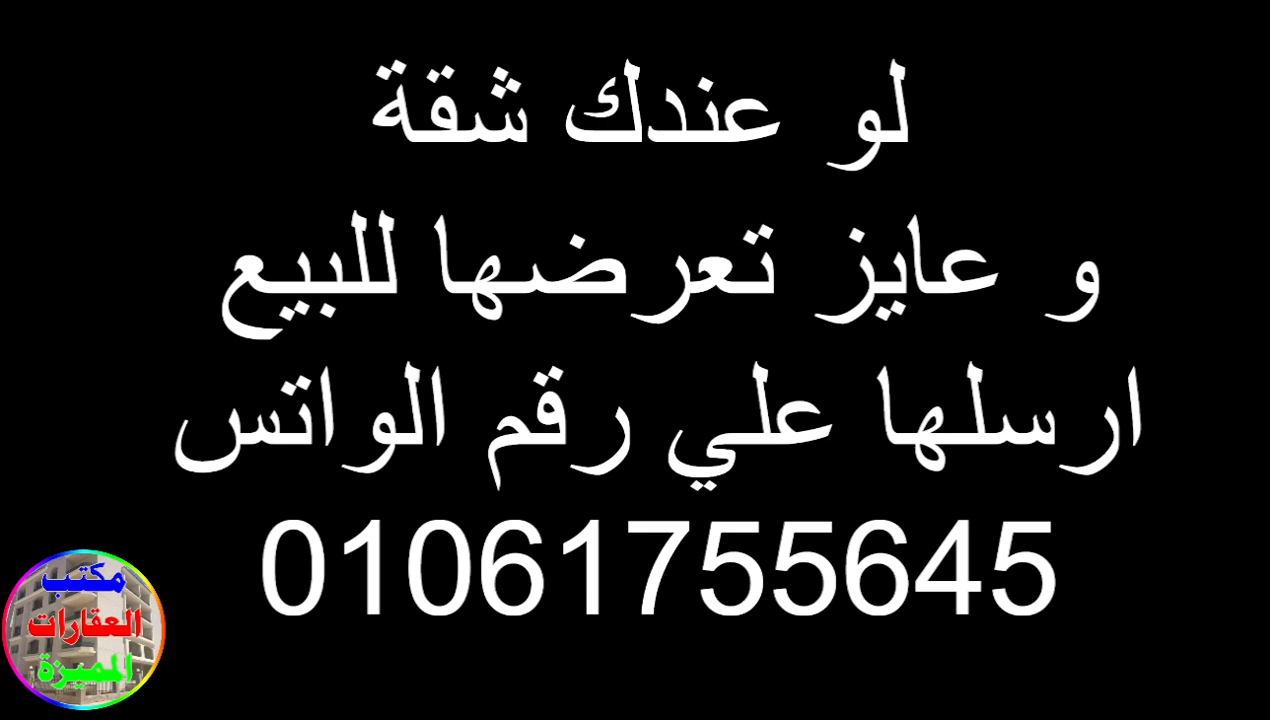 لو عندك شقة
و عايز تعرضها للبيع
ارسلها علي رقم الواتس
01061755645
مكتب
العقارات
المميزة